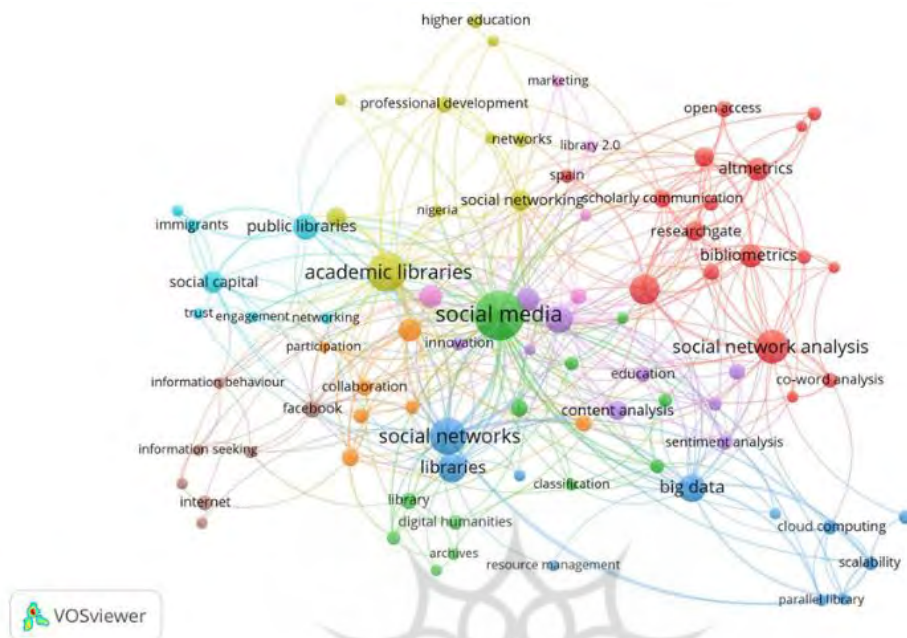 higher education
marketing
professional development
open access
networks
library 2.0
altmetrics
spain
social networking
scholarly communication
nigeria
immigrants
public libraries
researchgate
bibliometrics
academic libraries
social capital
trust
engagement
networking
social media
innovation
participation
social network analysis
information behaviour
collaboration
education
co-word analysis
facebook
content analysis
social networks
sentiment analysis
information seeking
libraries
classification
big data
internet
library
digital humanities
cloud computing
archives
resource management
scalability
parallel library
VOSviewer